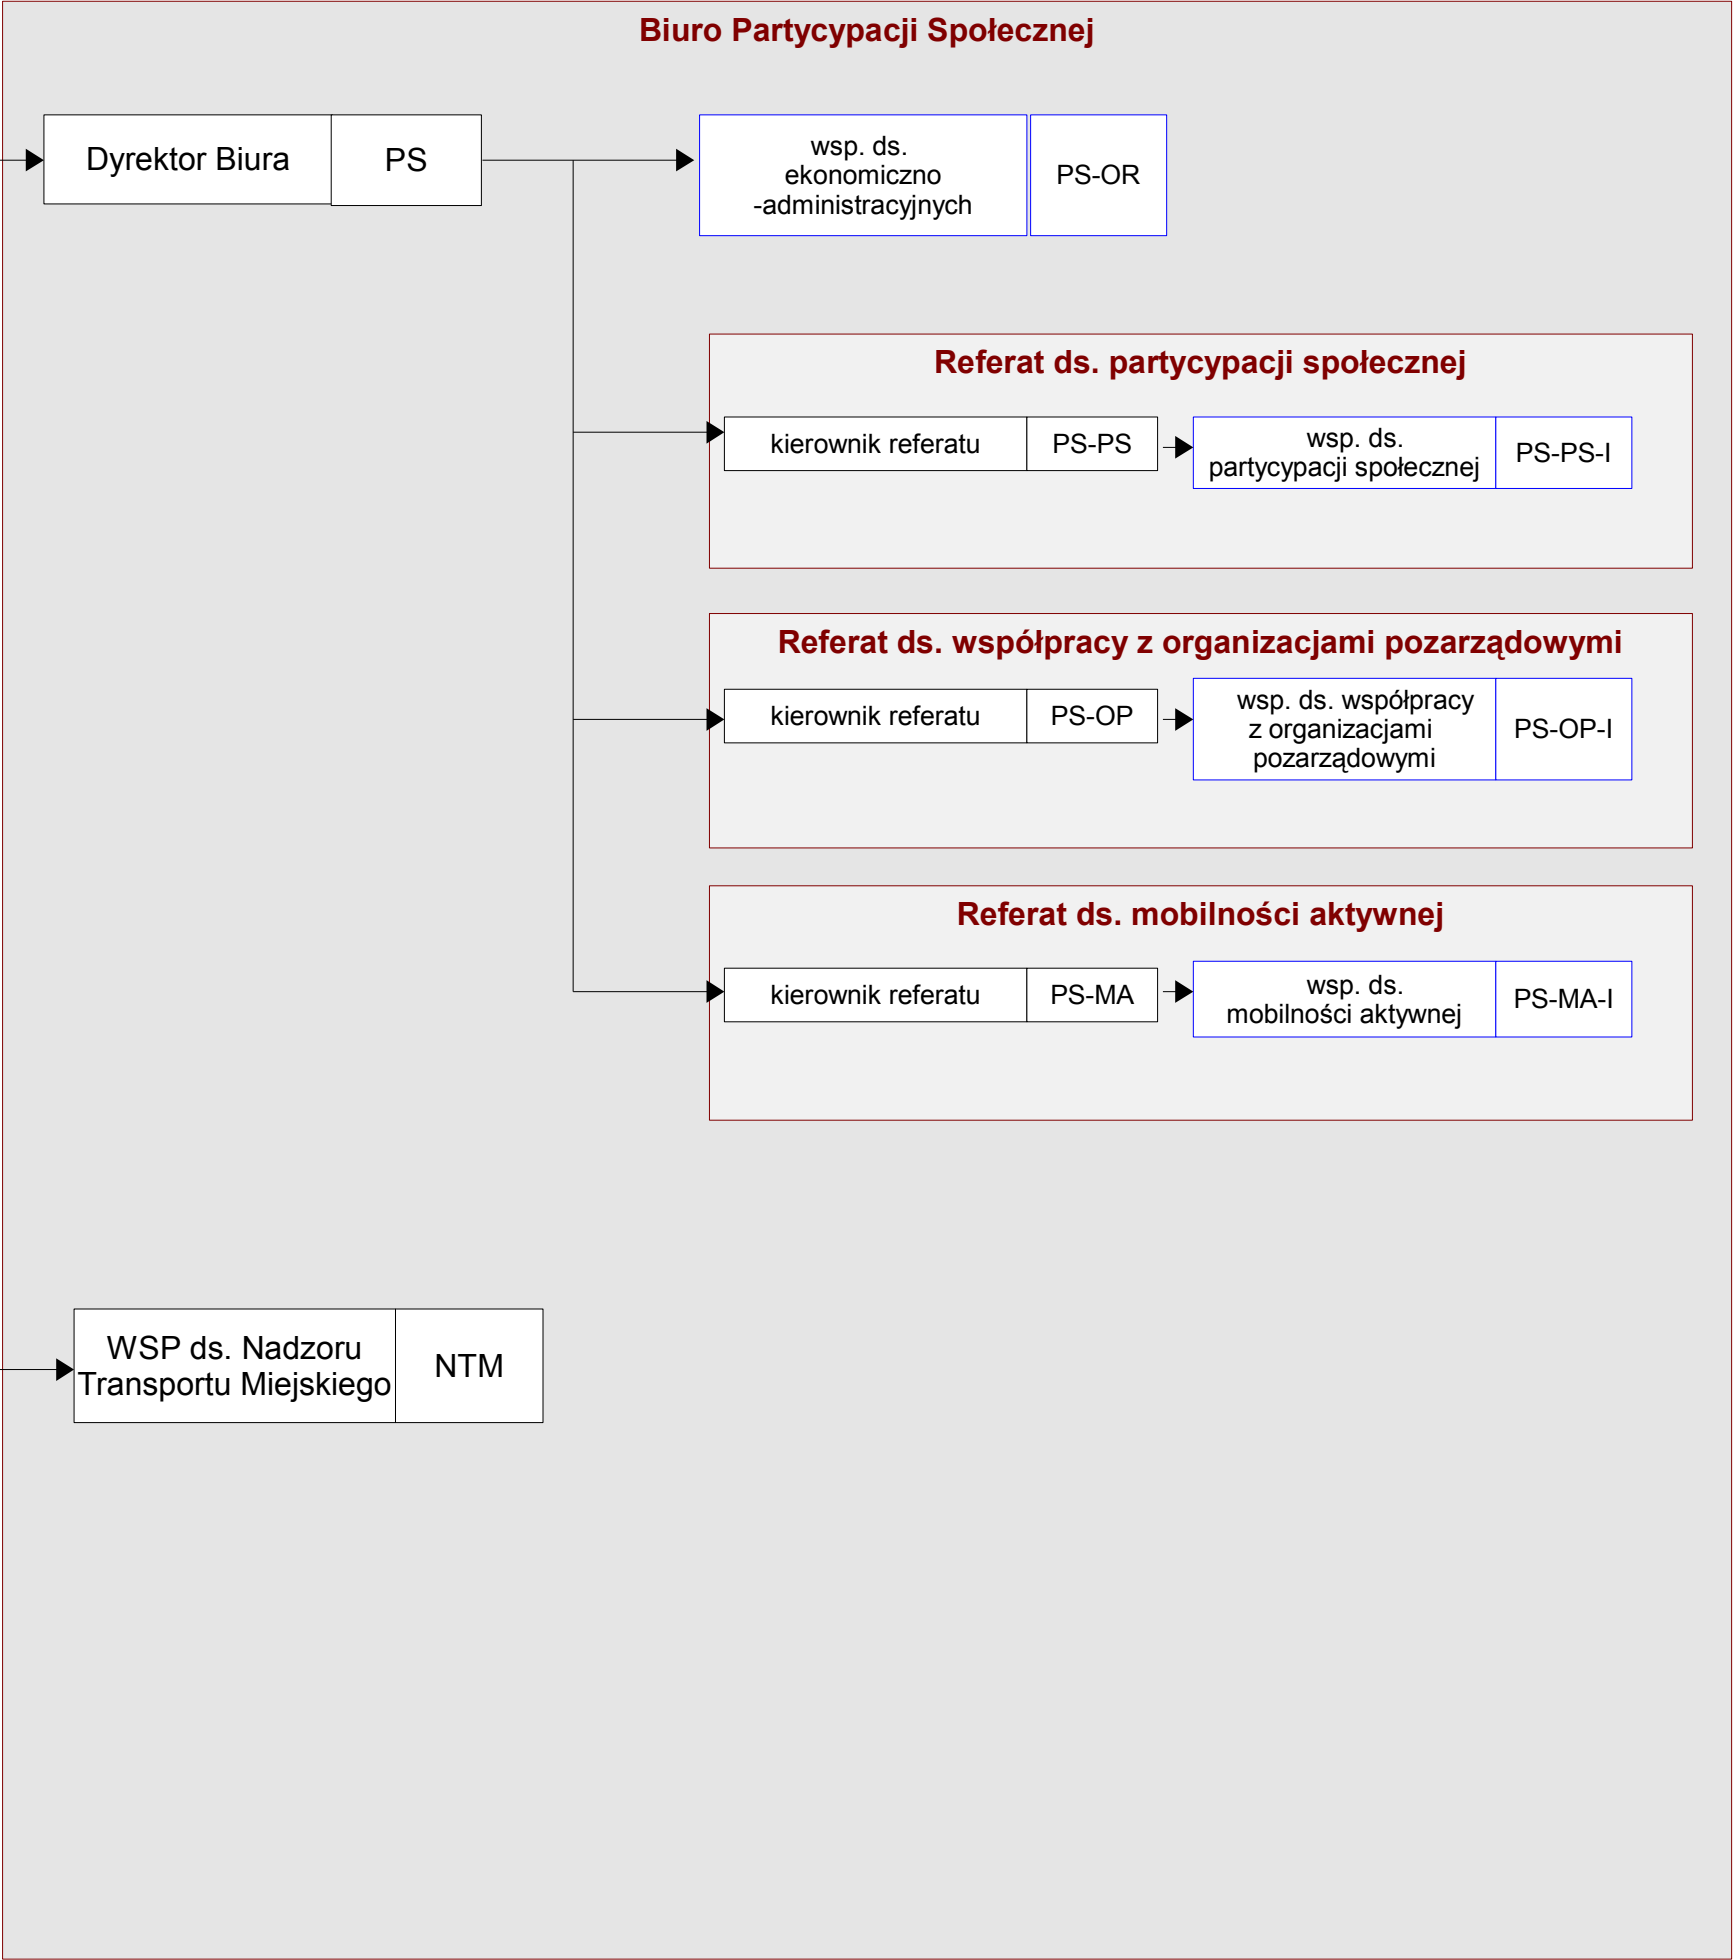 Biuro Partycypacji Społecznej
Dyrektor Biura
PS
wsp. ds.
ekonomiczno
-administracyjnych
PS-OR
Referat ds. partycypacji społecznej
kierownik referatu
PS-PS
wsp. ds.
partycypacji społecznej
PS-PS-I
Referat ds. współpracy z organizacjami pozarządowymi
kierownik referatu
PS-OP
wsp. ds. współpracy
z organizacjami
pozarządowymi
PS-OP-I
Referat ds. mobilności aktywnej
kierownik referatu
PS-MA
wsp. ds.
mobilności aktywnej
PS-MA-I
WSP ds. Nadzoru
Transportu Miejskiego
NTM